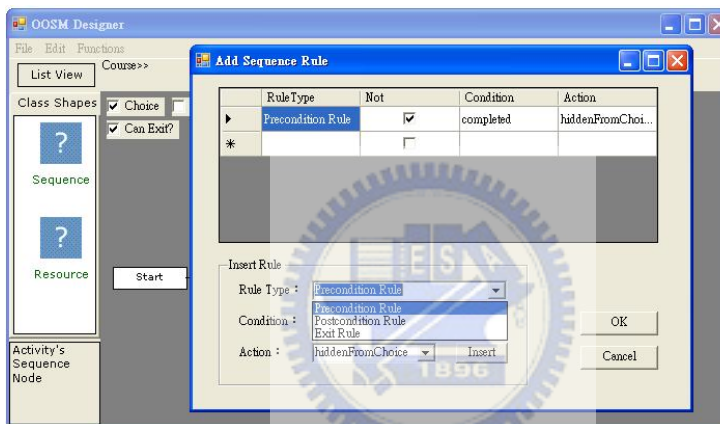 OOSM Designer
File Edit Functions
List View
Course>>
Class Shapes
Choice
Can Exit?
?
Sequence
?
Resource
Start
Activity's
Sequence
Node
Add Sequence Rule
RuleType Not Condition Action
Precondition Rule completed hiddenFromChoi...
*
Insert Rule
Rule Type : Precondition Rule
Precondition Rule
Condition : Postcondition Rule
Exit Rule
Action : hiddenFromChoice Insert
OK
Cancel
E S A
1896